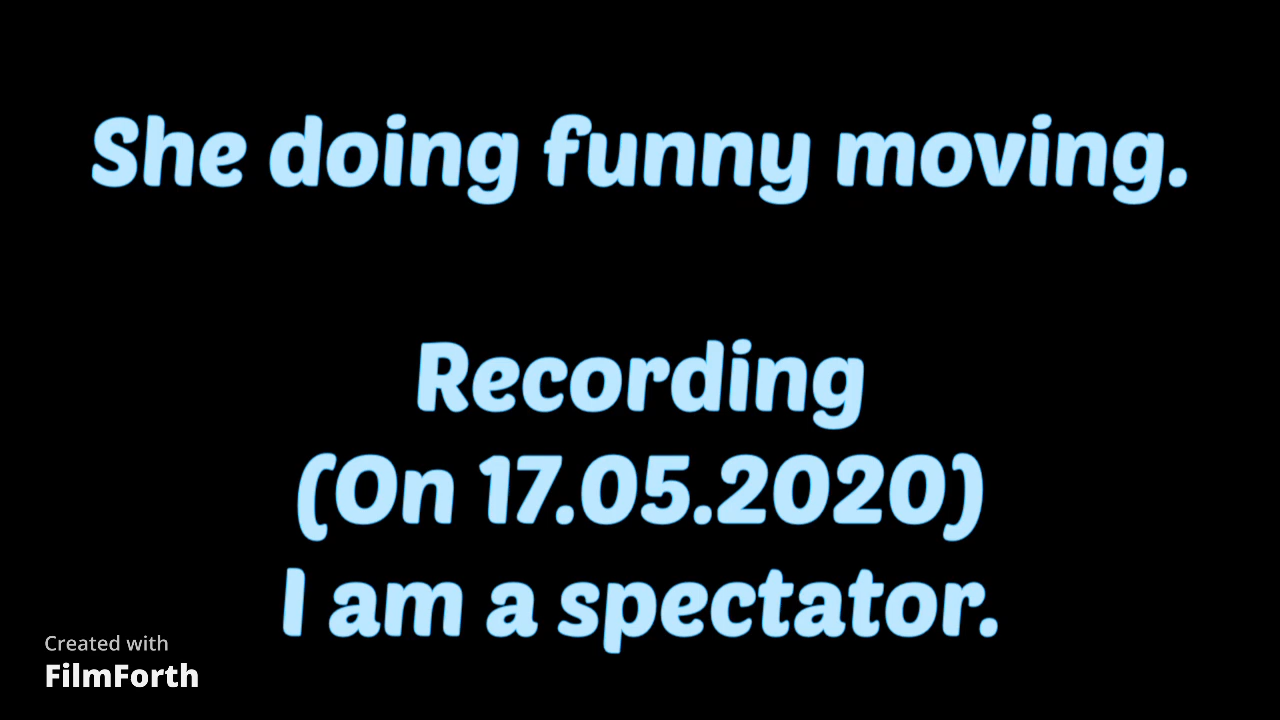 She doing funny moving.
Recording
(On 17.05.2020)
I am a spectator.
Created with
FilmForth